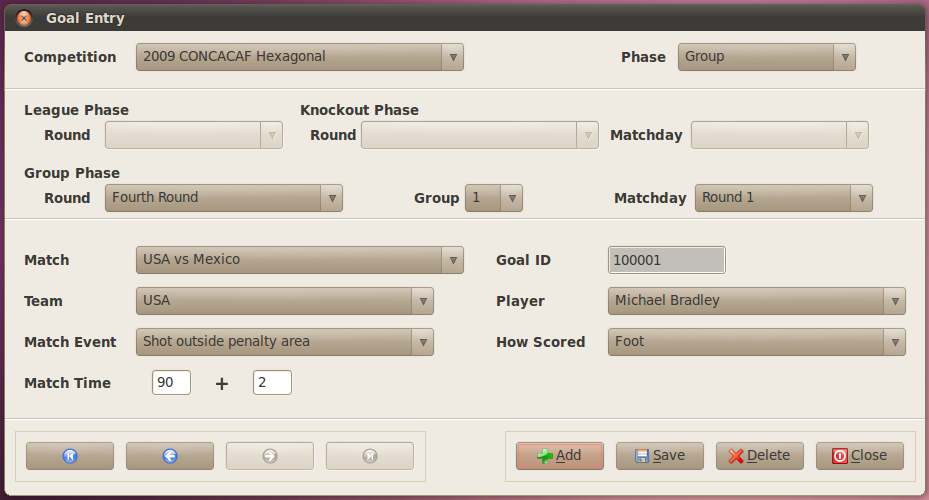 Goal Entry
Competition 2009 CONCACAF Hexagonal Phase Group
League Phase Knockout Phase
Round Round Matchday
Group Phase
Round Fourth Round Group 1 Matchday Round 1
Match USA vs Mexico Goal ID 100001
Team USA Player Michael Bradley
Match Event Shot outside penalty area How Scored Foot
Match Time 90 + 2
Add Save Delete Close